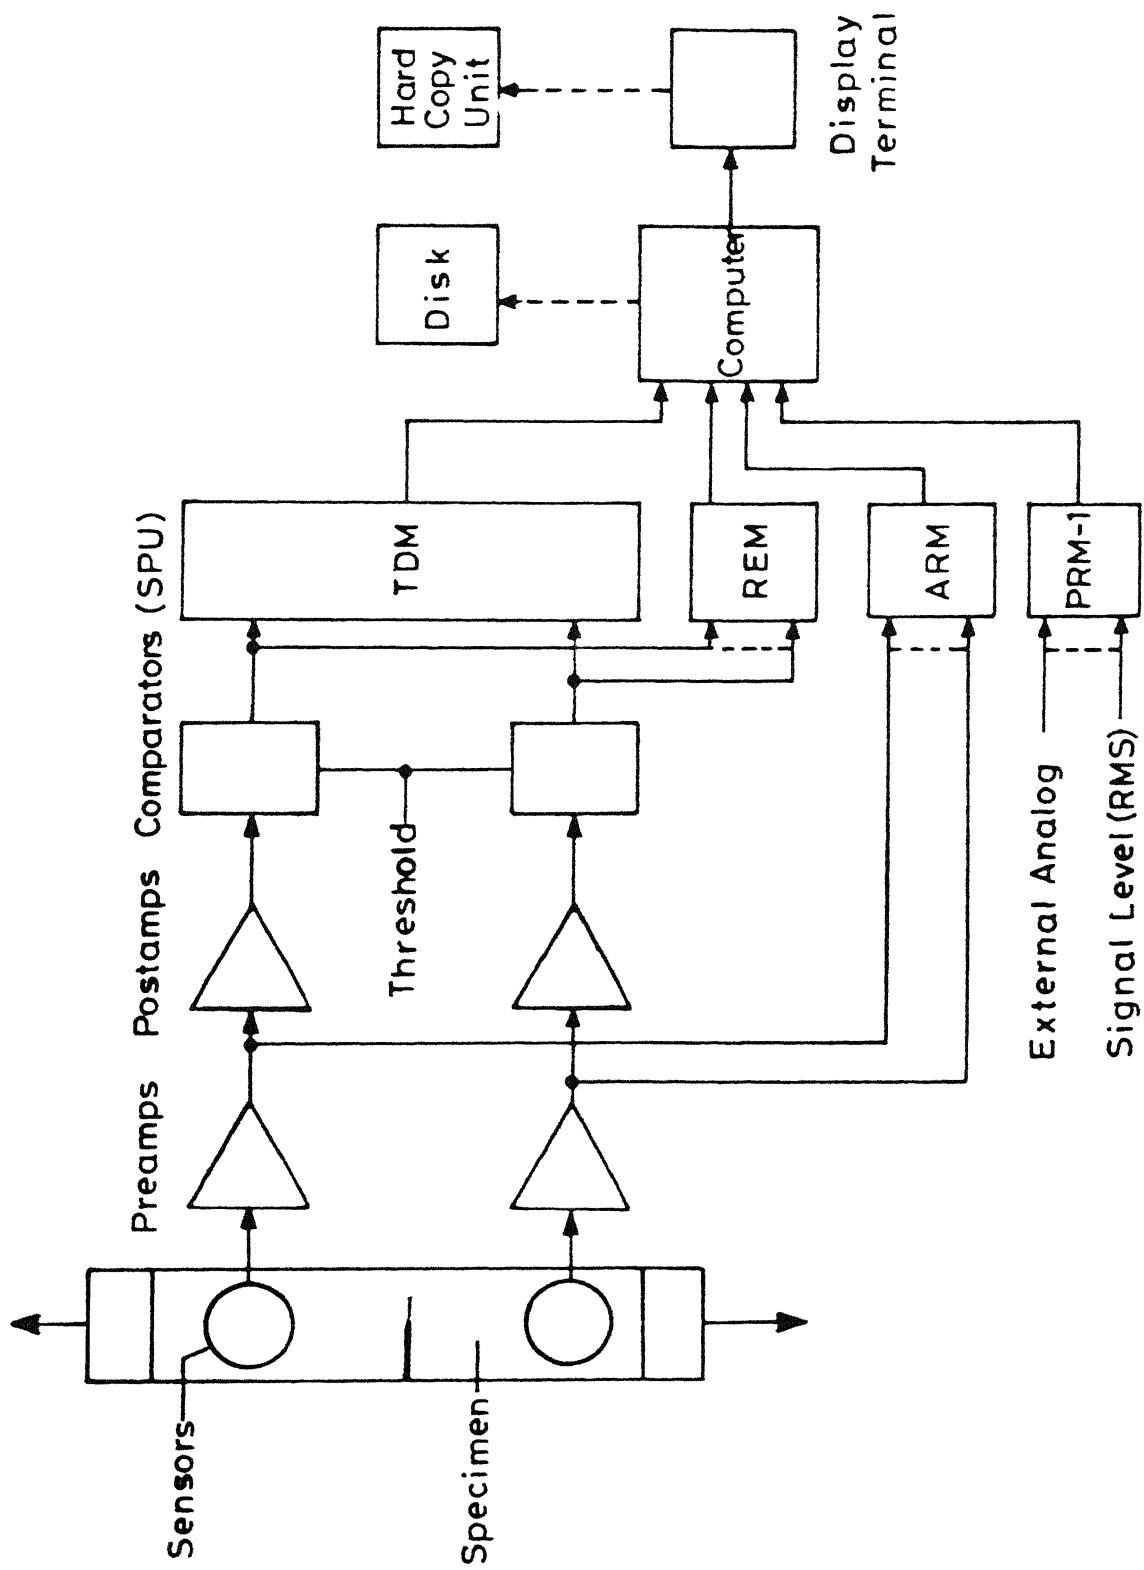 Sensors
Specimen
Preamps Postamps Comparators (SPU)
Threshold
TDM
REM
ARM
PRM-1
External Analog
Signal Level (RMS)
Computer
Disk
Hard
Copy
Unit
Display
Terminal